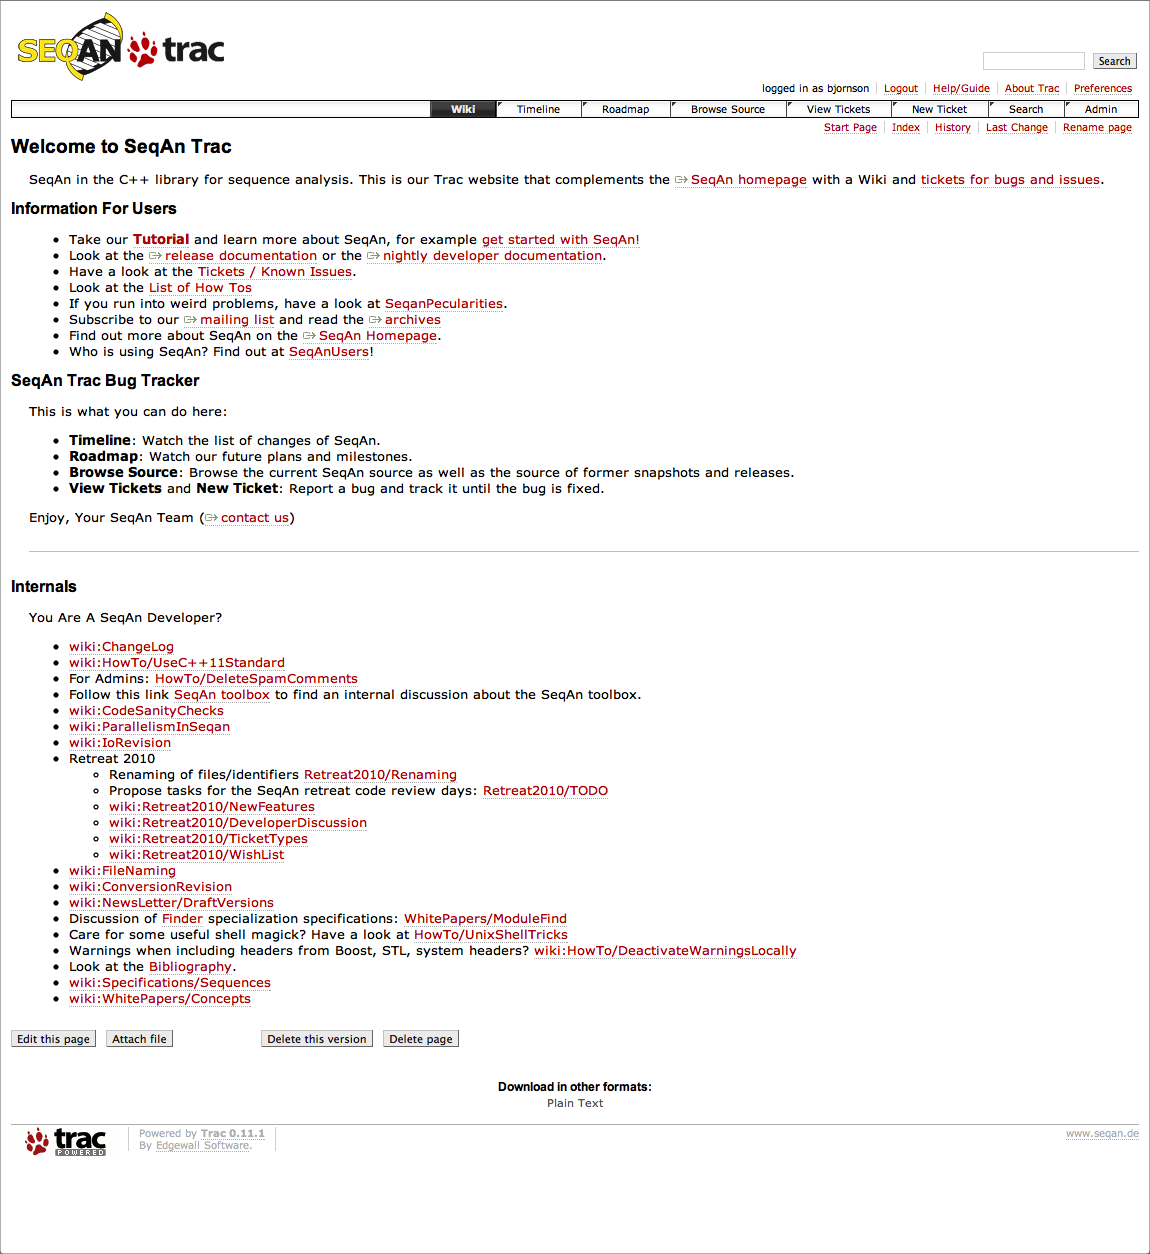 SEQAN trac
Search
logged in as bjornson Logout Help/Guide About Trac Preferences
Wiki Timeline Roadmap Browse Source View Tickets New Ticket Search Admin
Start Page Index History Last Change Rename page
Welcome to SeqAn Trac
SeqAn in the C++ library for sequence analysis. This is our Trac website that complements the SeqAn homepage with a Wiki and tickets for bugs and issues.
Information For Users
Take our Tutorial and learn more about SeqAn, for example get started with SeqAn!
Look at the release documentation or the nightly developer documentation.
Have a look at the Tickets / Known Issues.
Look at the List of How Tos
If you run into weird problems, have a look at SeqanPecularities.
Subscribe to our mailing list and read the archives
Find out more about SeqAn on the SeqAn Homepage.
Who is using SeqAn? Find out at SeqAnUsers!
SeqAn Trac Bug Tracker
This is what you can do here:
Timeline: Watch the list of changes of SeqAn.
Roadmap: Watch our future plans and milestones.
Browse Source: Browse the current SeqAn source as well as the source of former snapshots and releases.
View Tickets and New Ticket: Report a bug and track it until the bug is fixed.
Enjoy, Your SeqAn Team (contact us)
Internals
You Are A SeqAn Developer?
wiki:ChangeLog
wiki:HowTo/UseC++11Standard
For Admins: HowTo/DeleteSpamComments
Follow this link SeqAn toolbox to find an internal discussion about the SeqAn toolbox.
wiki:CodeSanityChecks
wiki:ParallelismInSeqan
wiki:IoRevision
Retreat 2010
Renaming of files/identifiers Retreat2010/Renaming
Propose tasks for the SeqAn retreat code review days: Retreat2010/TODO
wiki:Retreat2010/NewFeatures
wiki:Retreat2010/DeveloperDiscussion
wiki:Retreat2010/TicketTypes
wiki:Retreat2010/WishList
wiki:FileNaming
wiki:ConversionRevision
wiki:NewsLetter/DraftVersions
Discussion of Finder specialization specifications: WhitePapers/ModuleFind
Care for some useful shell magick? Have a look at HowTo/UnixShellTricks
Warnings when including headers from Boost, STL, system headers? wiki:HowTo/DeactivateWarningsLocally
Look at the Bibliography.
wiki:Specifications/Sequences
wiki:WhitePapers/Concepts
Edit this page Attach file Delete this version Delete page
Download in other formats:
Plain Text
trac POWERED
Powered by Trac 0.11.1
By Edgewall Software.
www.seqan.de